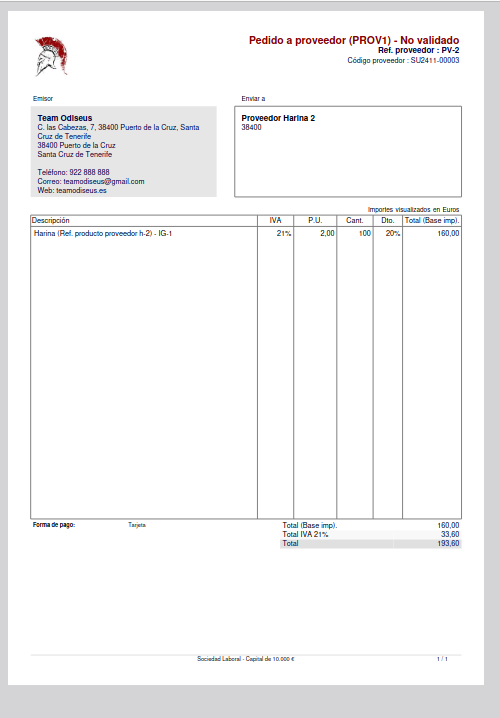 Pedido a proveedor (PROV1) - No validado
Ref. proveedor : PV-2
Código proveedor : SU2411-00003
Emisor
Enviar a
Team Odiseus
C. las Cabezas, 7, 38400 Puerto de la Cruz, Santa
Cruz de Tenerife
38400 Puerto de la Cruz
Santa Cruz de Tenerife
Teléfono: 922 888 888
Correo: teamodiseus@gmail.com
Web: teamodiseus.es
Proveedor Harina 2
38400
Importes visualizados en Euros
Descripción IVA P.U. Cant. Dto. Total (Base imp).
Harina (Ref. producto proveedor h-2) - IG-1 21% 2,00 100 20% 160,00
Forma de pago: Tarjeta
Total (Base imp). 160,00
Total IVA 21% 33,60
Total 193,60
Sociedad Laboral - Capital de 10.000 €
1 / 1